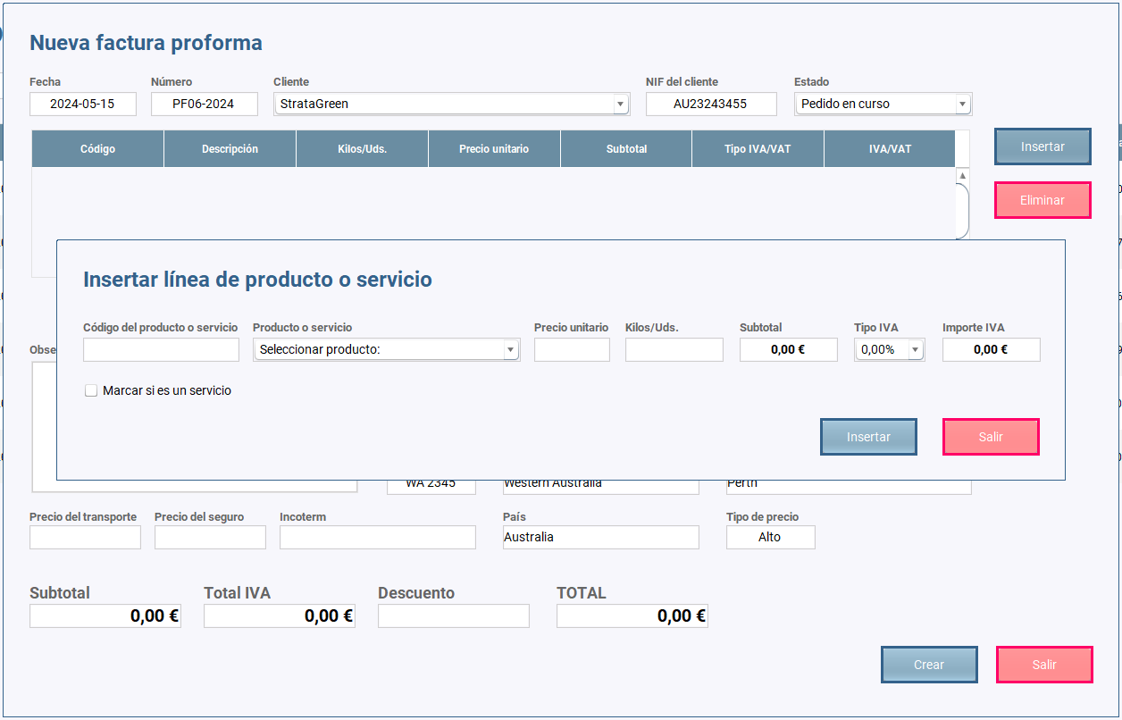 Nueva factura proforma
Fecha Número Cliente NIF del cliente Estado
2024-05-15 PF06-2024 StrataGreen AU23243455 Pedido en curso
Código Descripción Kilos/Uds. Precio unitario Subtotal Tipo IVA/VAT IVA/VAT
Insertar
Eliminar
Insertar línea de producto o servicio
Código del producto o servicio Producto o servicio Precio unitario Kilos/Uds. Subtotal Tipo IVA Importe IVA
Seleccionar producto: 0,00 € 0,00% 0,00 €
Obse
Marcar si es un servicio
Insertar Salir
WA 2345 Western Australia Perth
Precio del transporte Precio del seguro Incoterm País Tipo de precio
Australia Alto
Subtotal Total IVA Descuento TOTAL
0,00 € 0,00 € 0,00 €
Crear Salir